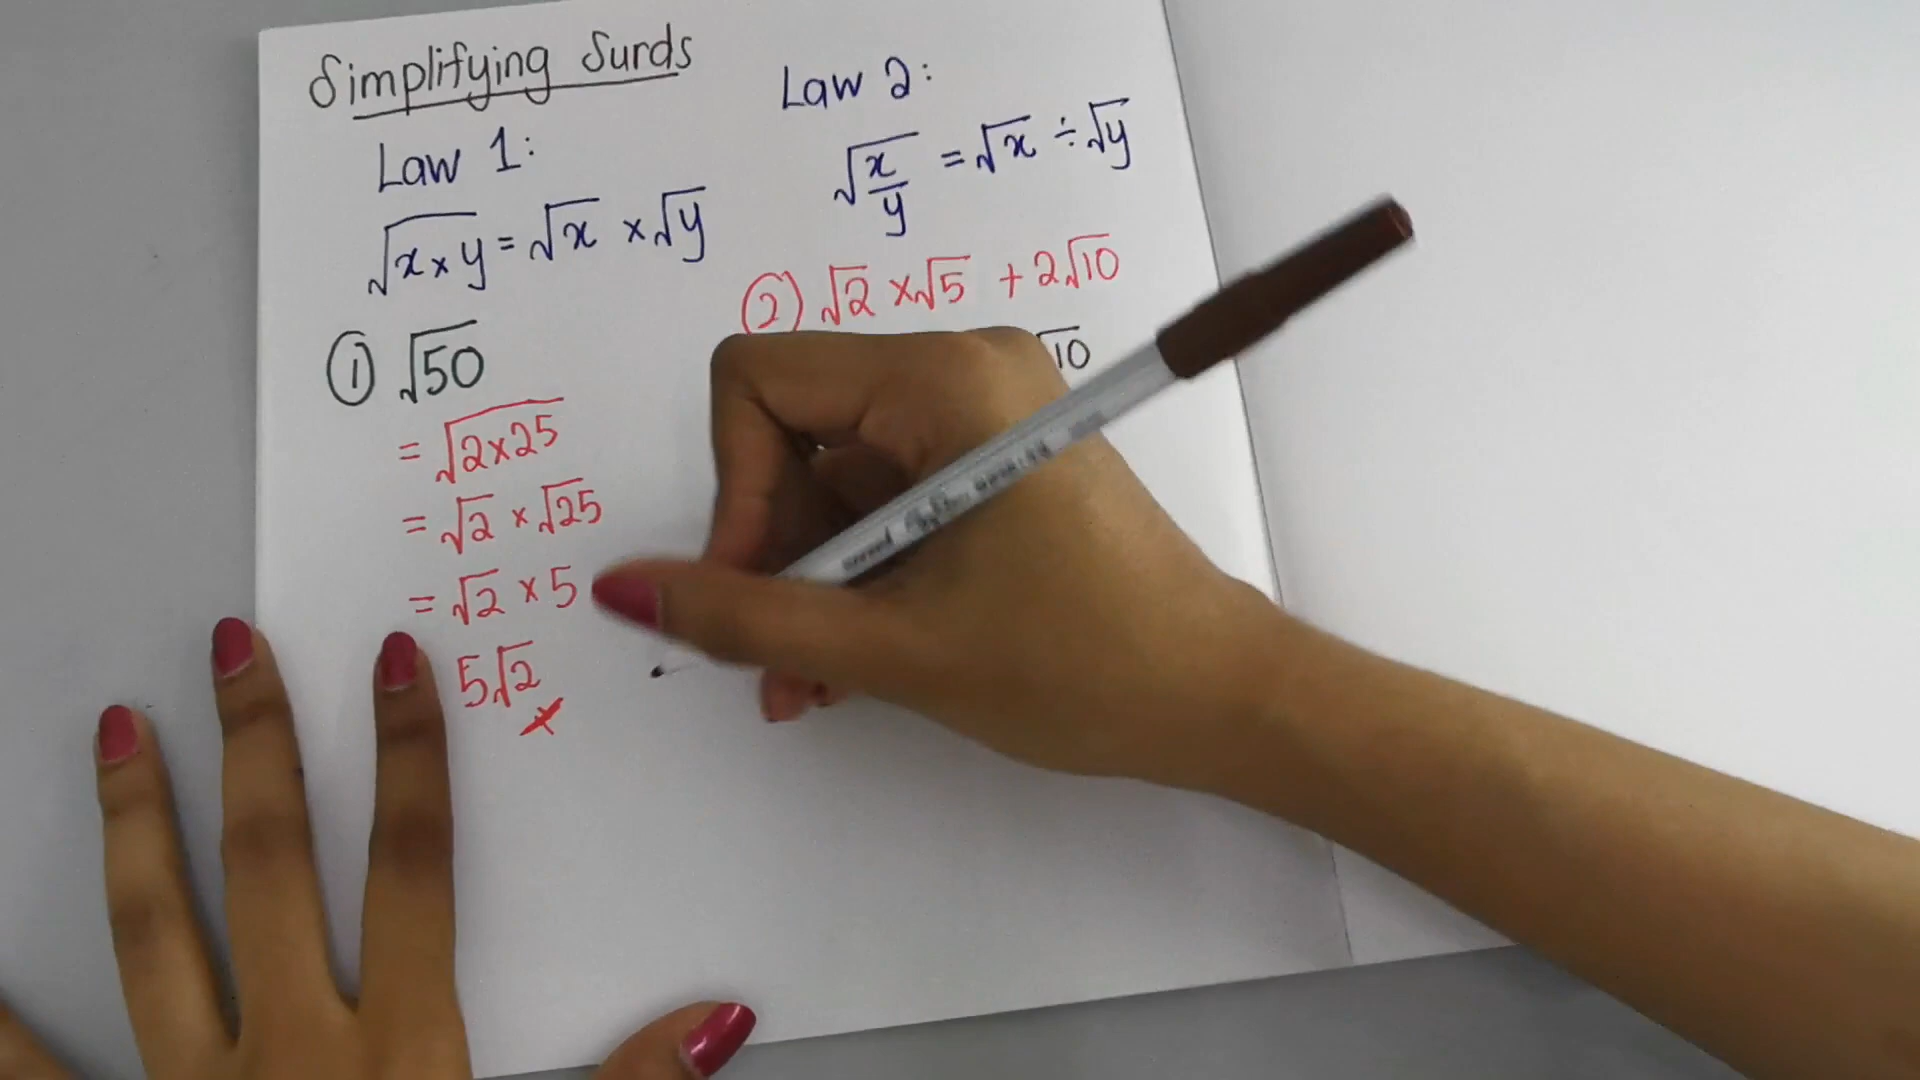 Simplifying Surds
Law 1:
√(x × y) = √x × √y
① √50
= √(2×25)
= √2 × √25
= √2 × 5
5√2
Law 2:
√(x/y) = √x ÷ √y
② √2 × √5 + 2√10
√10